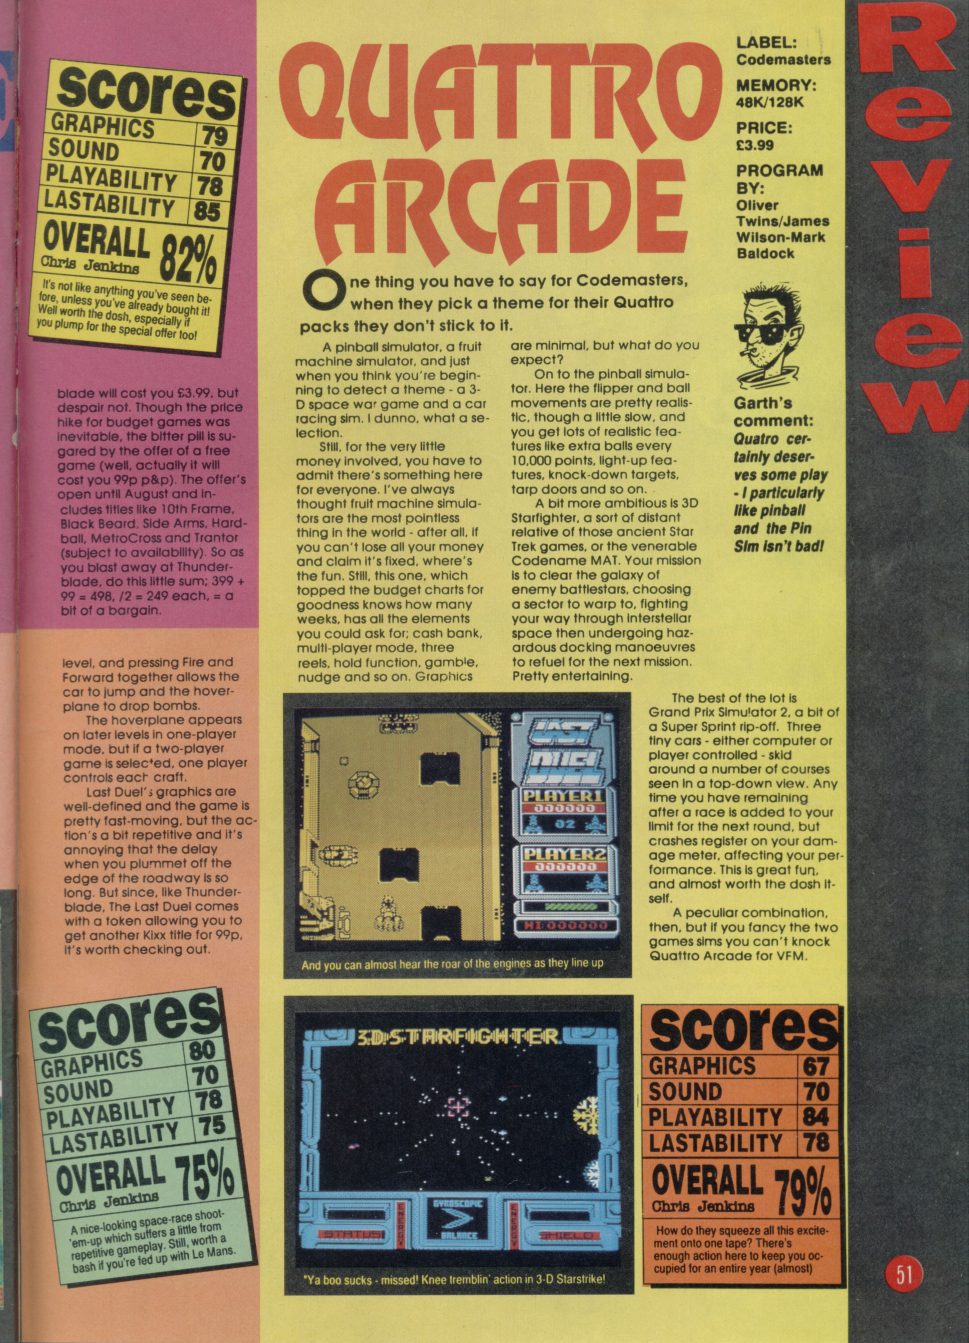 scores
GRAPHICS 79
SOUND 70
PLAYABILITY 78
LASTABILITY 85
OVERALL 82%
Chris Jenkins
It's not like anything you've seen be-
fore, unless you've already bought it!
Well worth the dosh, especially if
you plump for the special offer too!
blade will cost you £3.99, but
despair not. Though the price
hike for budget games was
inevitable, the bitter pill is su-
gared by the offer of a free
game (well, actually it will
cost you 99p p&p). The offer's
open until August and in-
cludes titles like 10th Frame,
Black Beard, Side Arms, Hard-
ball, MetroCross and Trantor
(subject to availability). So as
you blast away at Thunder-
blade, do this little sum; 399 +
99 = 498, /2 = 249 each, = a
bit of a bargain.
level, and pressing Fire and
Forward together allows the
car to jump and the hover-
plane to drop bombs.
The hoverplane appears
on later levels in one-player
mode, but if a two-player
game is selected, one player
controls each craft.
Last Duel's graphics are
well-defined and the game is
pretty fast-moving, but the ac-
tion's a bit repetitive and it's
annoying that the delay
when you plummet off the
edge of the roadway is so
long. But since, like Thunder-
blade, The Last Duel comes
with a token allowing you to
get another Kixx title for 99p,
it's worth checking out.
scores
GRAPHICS 80
SOUND 70
PLAYABILITY 78
LASTABILITY 75
OVERALL 75%
Chris Jenkins
A nice-looking space-race shoot-
'em-up which suffers a little from
repetitive gameplay. Still, worth a
bash if you're fed up with Le Mans.
QUATTRO
ARCADE
One thing you have to say for Codemasters,
when they pick a theme for their Quattro
packs they don't stick to it.
A pinball simulator, a fruit
machine simulator, and just
when you think you're begin-
ning to detect a theme - a 3-
D space war game and a car
racing sim. I dunno, what a se-
lection.
Still, for the very little
money involved, you have to
admit there's something here
for everyone. I've always
thought fruit machine simula-
tors are the most pointless
thing in the world - after all, if
you can't lose all your money
and claim it's fixed, where's
the fun. Still, this one, which
topped the budget charts for
goodness knows how many
weeks, has all the elements
you could ask for; cash bank,
multi-player mode, three
reels, hold function, gamble,
nudge and so on. Graphics
are minimal, but what do you
expect?
On to the pinball simula-
tor. Here the flipper and ball
movements are pretty realis-
tic, though a little slow, and
you get lots of realistic fea-
tures like extra balls every
10,000 points, light-up fea-
tures, knock-down targets,
tarp doors and so on.
A bit more ambitious is 3D
Starfighter, a sort of distant
relative of those ancient Star
Trek games, or the venerable
Codename MAT. Your mission
is to clear the galaxy of
enemy battlestars, choosing
a sector to warp to, fighting
your way through interstellar
space then undergoing haz-
ardous docking manoeuvres
to refuel for the next mission.
Pretty entertaining.
The best of the lot is
Grand Prix Simulator 2, a bit of
a Super Sprint rip-off. Three
tiny cars - either computer or
player controlled - skid
around a number of courses
seen in a top-down view. Any
time you have remaining
after a race is added to your
limit for the next round, but
crashes register on your dam-
age meter, affecting your per-
formance. This is great fun,
and almost worth the dosh it-
self.
A peculiar combination,
then, but if you fancy the two
games sims you can't knock
Quattro Arcade for VFM.
LABEL:
Codemasters
MEMORY:
48K/128K
PRICE:
£3.99
PROGRAM
BY:
Oliver
Twins/James
Wilson-Mark
Baldock
Garth's
comment:
Quatro cer-
tainly deser-
ves some play
- I particularly
like pinball
and the Pin
Sim isn't bad!
LAST
DUEL
PLAYER1
000000
02
PLAYER2
000000
HI:000000
And you can almost hear the roar of the engines as they line up
3D STARFIGHTER
STATUS
ENERGY
GYROSCOPIC
BALANCE
ENERGY
SHIELD
"Ya boo sucks - missed! Knee tremblin' action in 3-D Starstrike!
scores
GRAPHICS 67
SOUND 70
PLAYABILITY 84
LASTABILITY 78
OVERALL 79%
Chris Jenkins
How do they squeeze all this excite-
ment onto one tape? There's
enough action here to keep you oc-
cupied for an entire year (almost)
Review
51